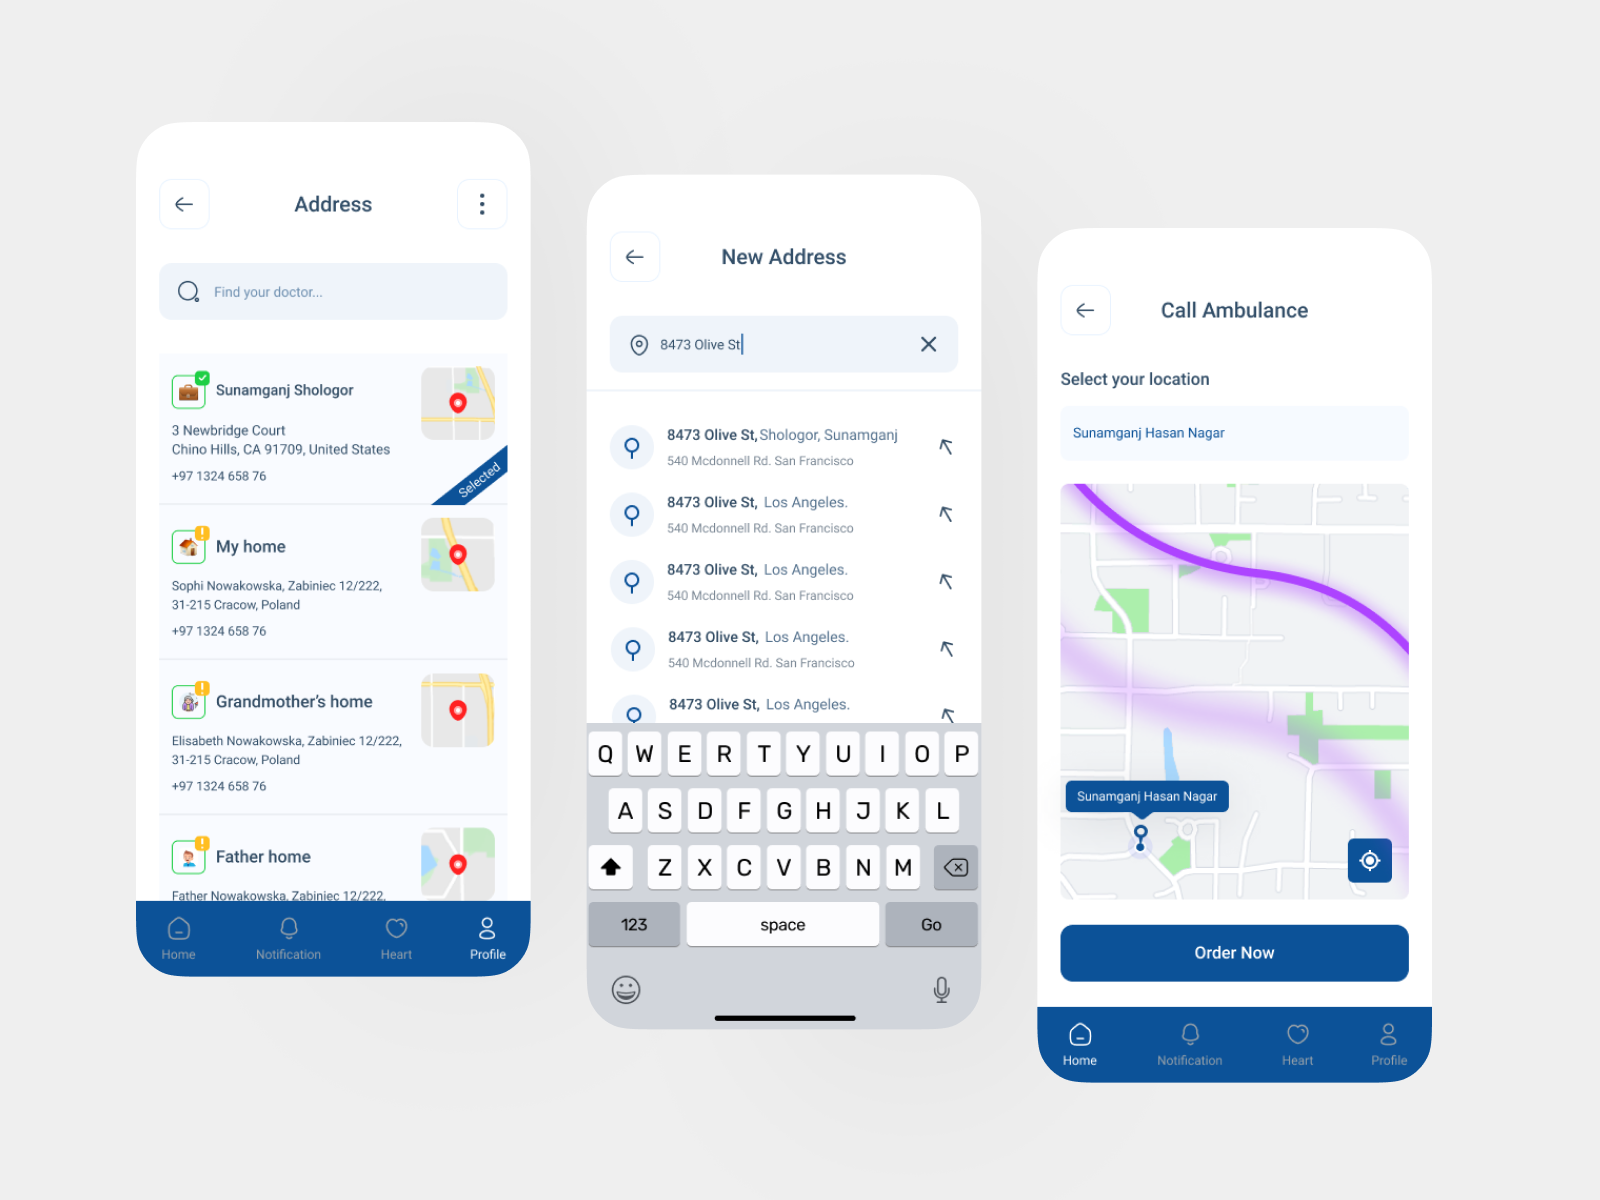 Address
Find your doctor...
Sunamganj Shologor
3 Newbridge Court
Chino Hills, CA 91709, United States
+97 1324 658 76
Selected
My home
Sophi Nowakowska, Zabiniec 12/222,
31-215 Cracow, Poland
+97 1324 658 76
Grandmother's home
Elisabeth Nowakowska, Zabiniec 12/222,
31-215 Cracow, Poland
+97 1324 658 76
Father home
Father Nowakowska, Zabiniec 12/222,
Home Notification Heart Profile
New Address
8473 Olive St
8473 Olive St, Shologor, Sunamganj
540 Mcdonnell Rd. San Francisco
8473 Olive St, Los Angeles.
540 Mcdonnell Rd. San Francisco
8473 Olive St, Los Angeles.
540 Mcdonnell Rd. San Francisco
8473 Olive St, Los Angeles.
540 Mcdonnell Rd. San Francisco
8473 Olive St, Los Angeles.
Q W E R T Y U I O P
A S D F G H J K L
Z X C V B N M
123 space Go
Call Ambulance
Select your location
Sunamganj Hasan Nagar
Sunamganj Hasan Nagar
Order Now
Home Notification Heart Profile